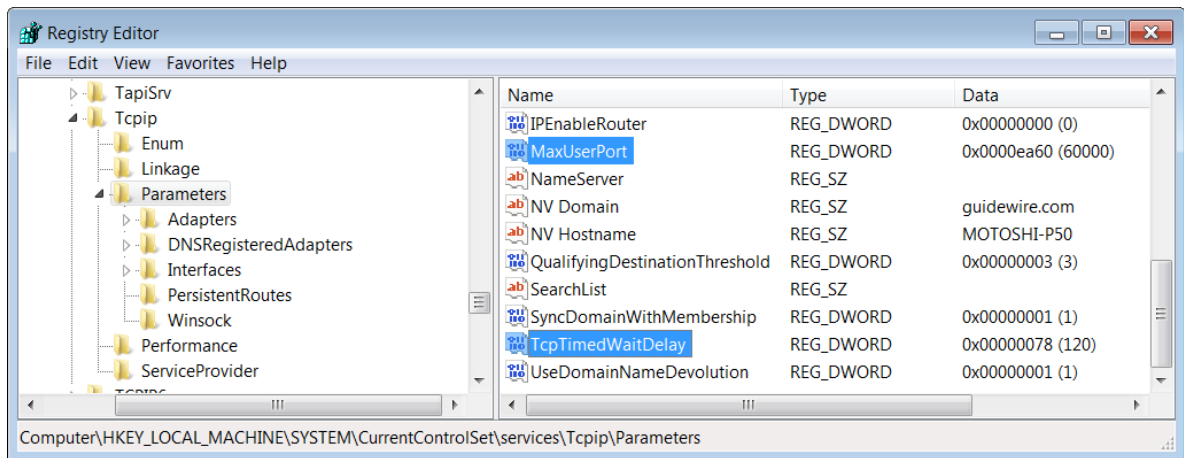 Registry Editor
File Edit View Favorites Help
TapiSrv
Tcpip
Enum
Linkage
Parameters
Adapters
DNSRegisteredAdapters
Interfaces
PersistentRoutes
Winsock
Performance
ServiceProvider
Name Type Data
IPEnableRouter REG_DWORD 0x00000000 (0)
MaxUserPort REG_DWORD 0x0000ea60 (60000)
NameServer REG_SZ
NV Domain REG_SZ guidewire.com
NV Hostname REG_SZ MOTOSHI-P50
QualifyingDestinationThreshold REG_DWORD 0x00000003 (3)
SearchList REG_SZ
SyncDomainWithMembership REG_DWORD 0x00000001 (1)
TcpTimedWaitDelay REG_DWORD 0x00000078 (120)
UseDomainNameDevolution REG_DWORD 0x00000001 (1)
Computer\HKEY_LOCAL_MACHINE\SYSTEM\CurrentControlSet\services\Tcpip\Parameters